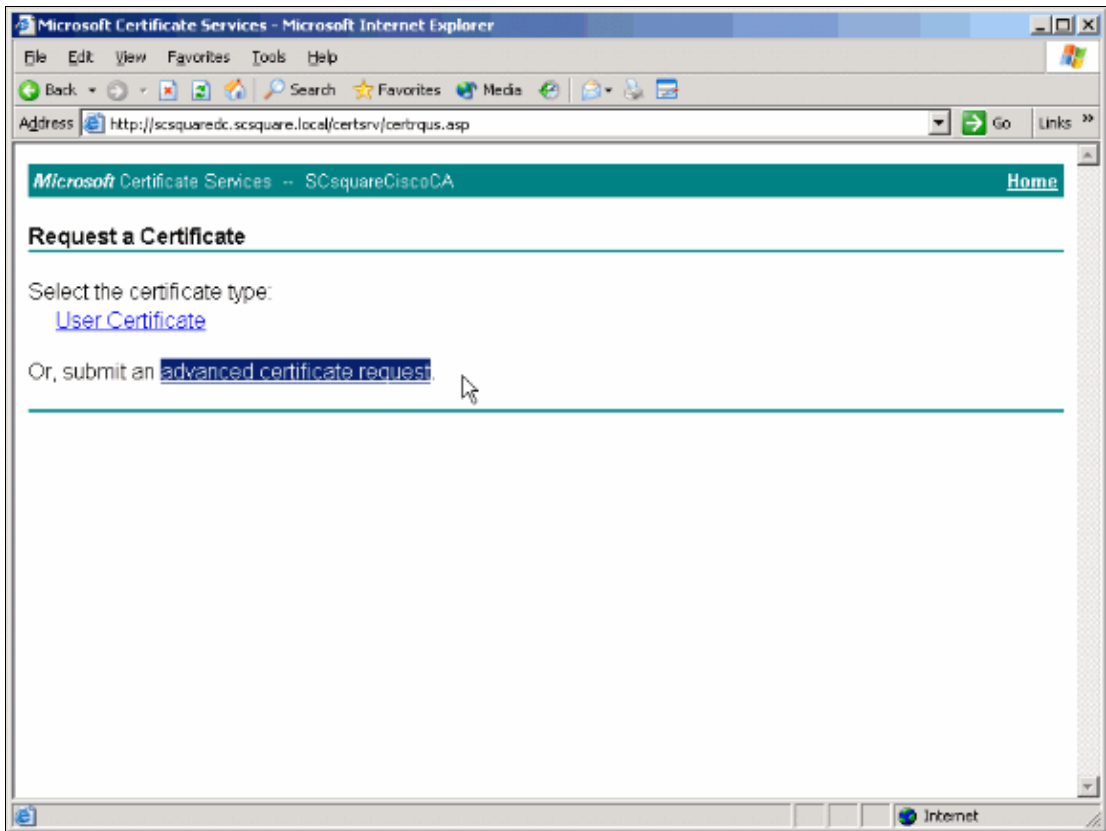 Microsoft Certificate Services - Microsoft Internet Explorer
File Edit View Favorites Tools Help
Back Search Favorites Media
Address http://scsquaredc.scsquare.local/certsrv/certrqus.asp Go Links »
Microsoft Certificate Services -- SCsquareCiscoCA Home
Request a Certificate
Select the certificate type:
User Certificate
Or, submit an advanced certificate request.
Internet